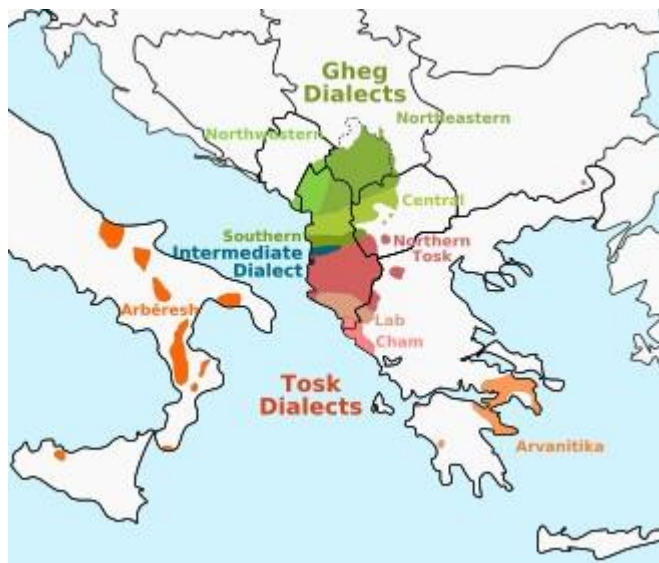 Gheg
Dialects
Northeastern
Northwestern
Central
Southern
Intermediate
Dialect
Northern
Tosk
Arbëresh
Lab
Cham
Tosk
Dialects
Arvanitika